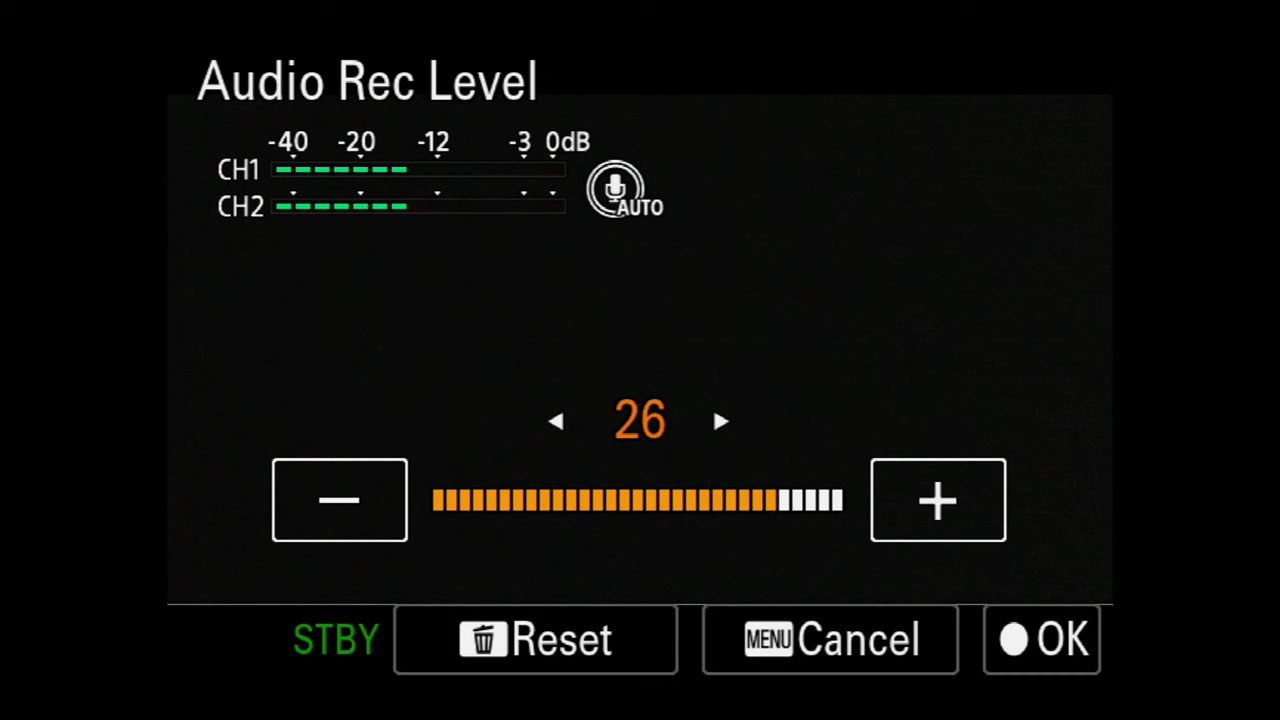 Audio Rec Level
-40 -20 -12 -3 0dB
CH1
AUTO
CH2
26
STBY Reset MENU Cancel OK